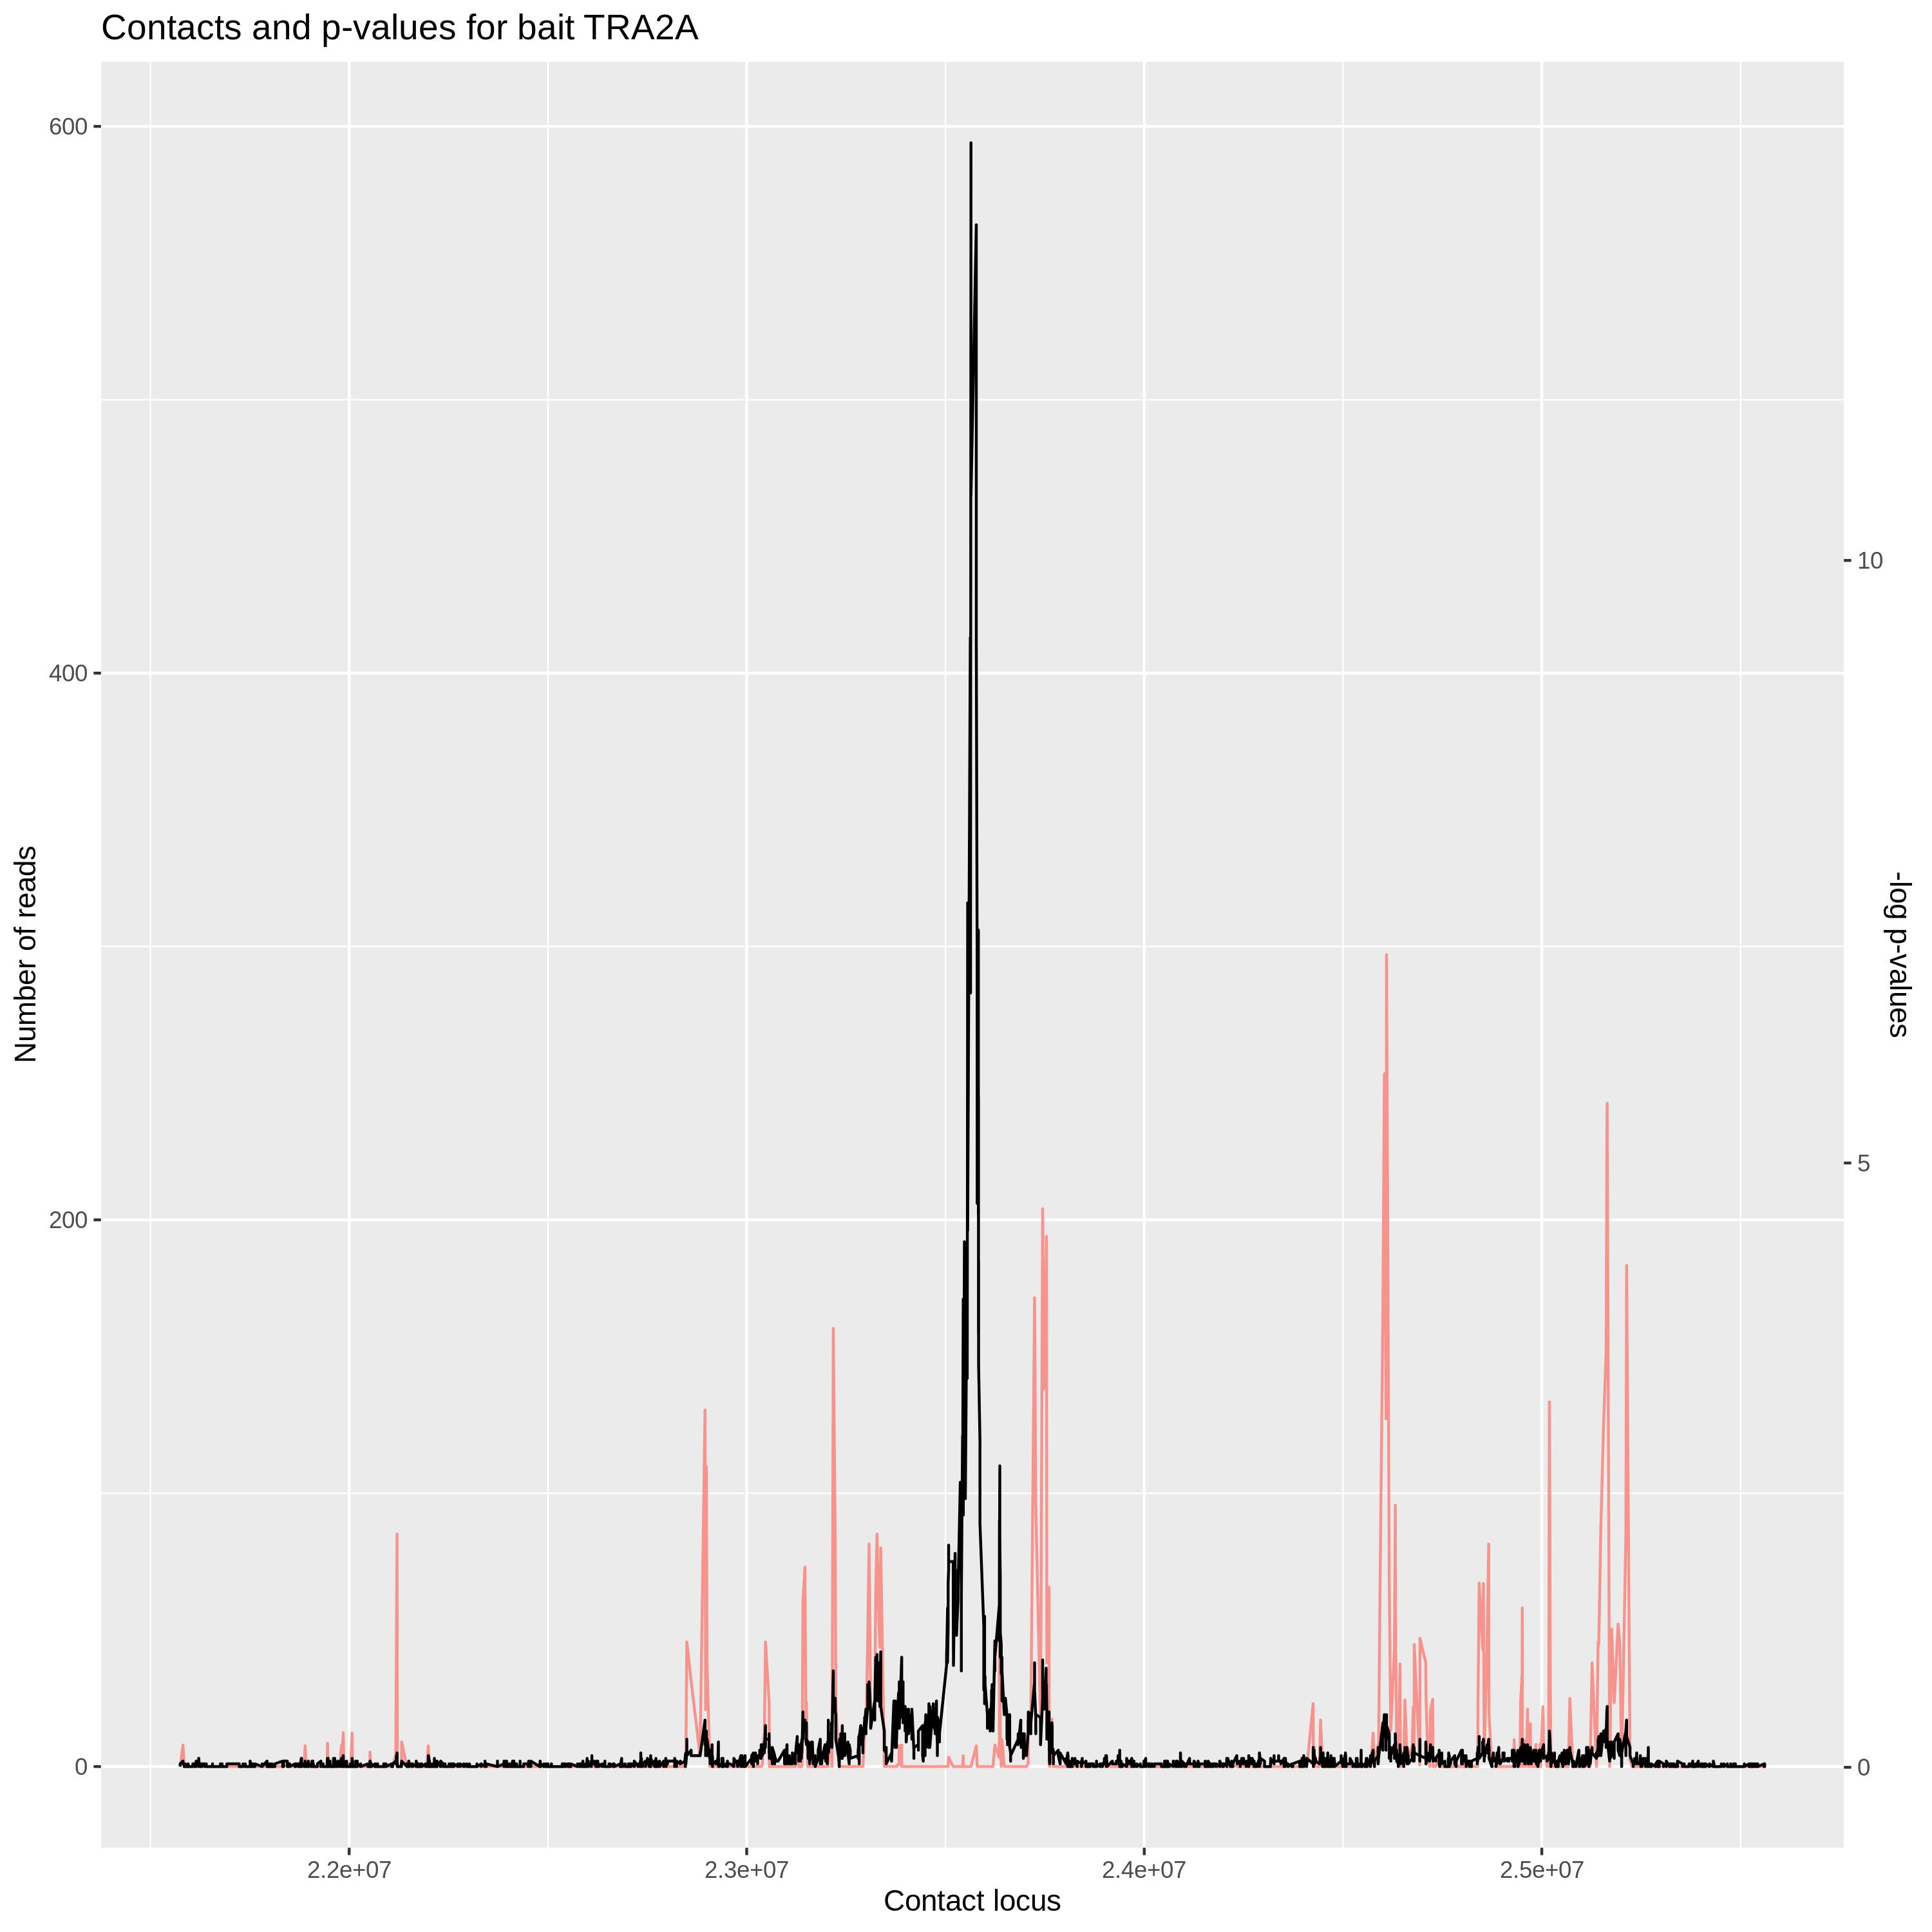 Contacts and p-values for bait TRA2A
600
400
200
0
Number of reads
10
5
0
-log p-values
2.2e+07
2.3e+07
2.4e+07
2.5e+07
Contact locus